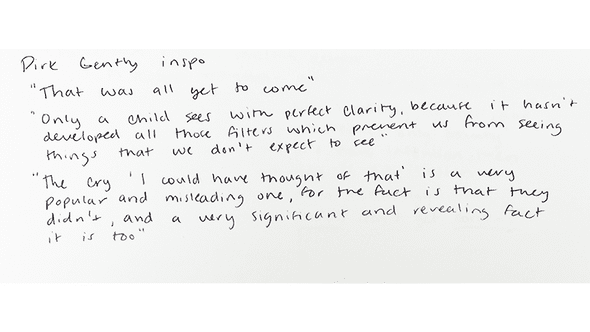 Dirk Gently inspo
"That was all yet to come"
"Only a child sees with perfect clarity, because it hasn't
developed all those filters which prevent us from seeing
things that we don't expect to see"
"The cry 'I could have thought of that' is a very
popular and misleading one, for the fact is that they
didn't, and a very significant and revealing fact
it is too"